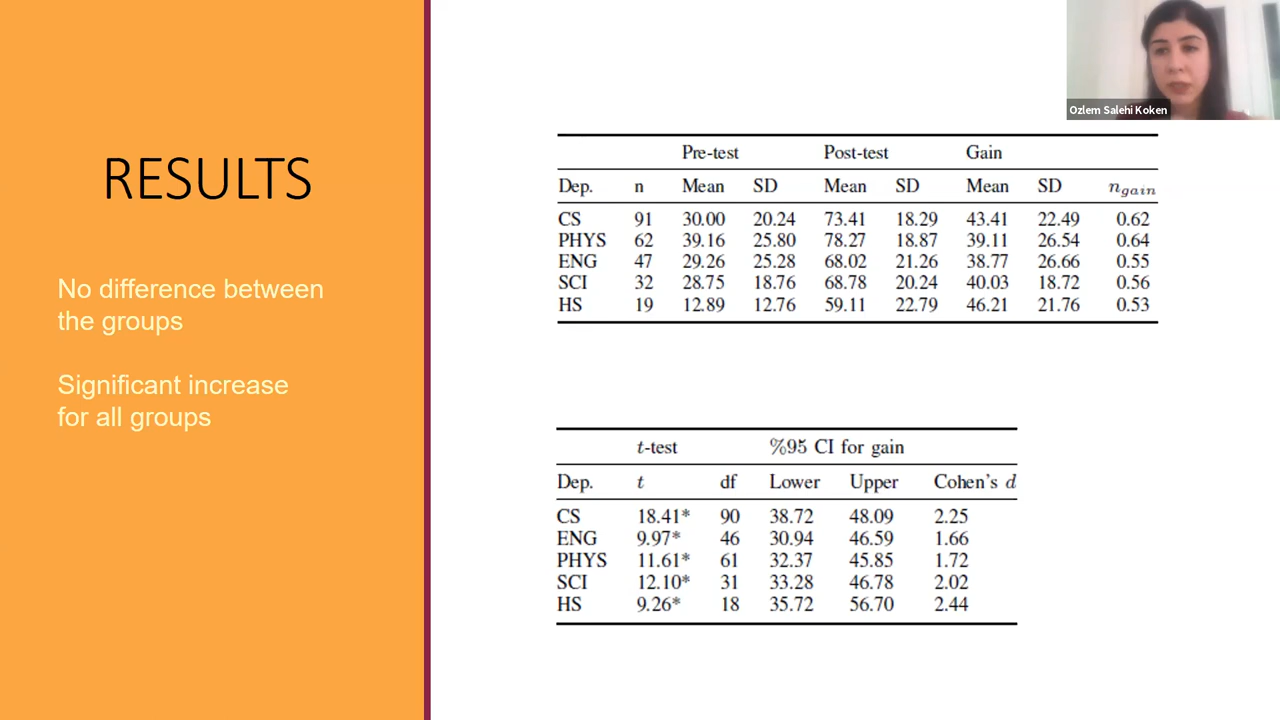 RESULTS
No difference between
the groups
Significant increase
for all groups
Ozlem Salehi Koken
Pre-test Post-test Gain
Dep. n Mean SD Mean SD Mean SD ngain
CS 91 30.00 20.24 73.41 18.29 43.41 22.49 0.62
PHYS 62 39.16 25.80 78.27 18.87 39.11 26.54 0.64
ENG 47 29.26 25.28 68.02 21.26 38.77 26.66 0.55
SCI 32 28.75 18.76 68.78 20.24 40.03 18.72 0.56
HS 19 12.89 12.76 59.11 22.79 46.21 21.76 0.53
t-test %95 CI for gain
Dep. t df Lower Upper Cohen's d
CS 18.41* 90 38.72 48.09 2.25
ENG 9.97* 46 30.94 46.59 1.66
PHYS 11.61* 61 32.37 45.85 1.72
SCI 12.10* 31 33.28 46.78 2.02
HS 9.26* 18 35.72 56.70 2.44